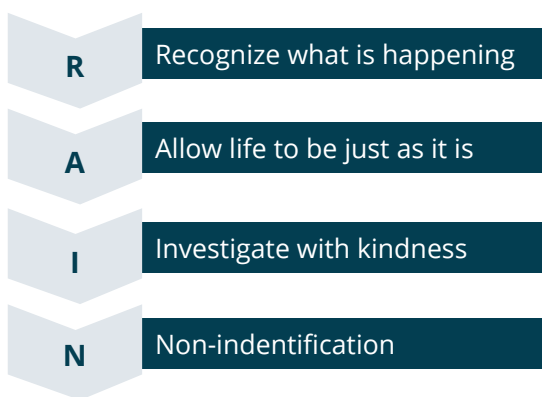 R Recognize what is happening
A Allow life to be just as it is
I Investigate with kindness
N Non-indentification